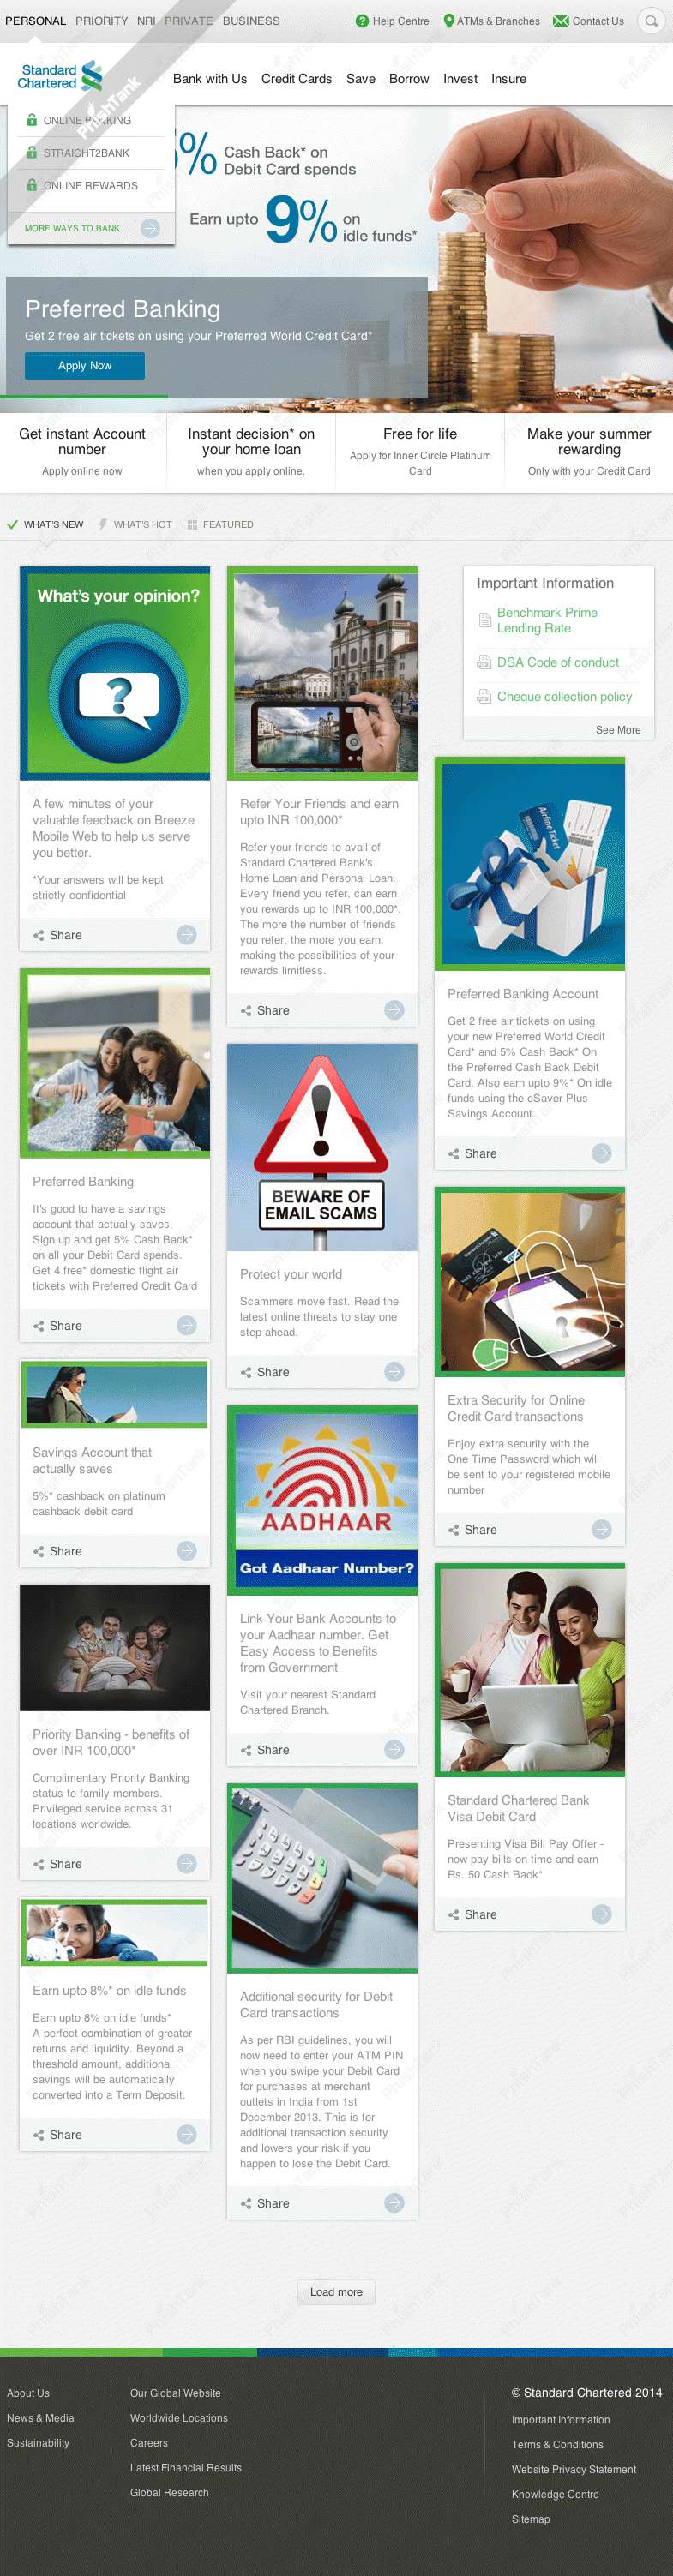 PERSONAL PRIORITY NRI PRIVATE BUSINESS
Help Centre ATMs & Branches Contact Us
Standard
Chartered
Bank with Us Credit Cards Save Borrow Invest Insure
PhishTank
ONLINE
STRAIGHT2BANK
ONLINE REWARDS
MORE WAYS TO BANK
% Cash Back* on
Debit Card spends
Earn upto 9% on
idle funds*
Preferred Banking
Get 2 free air tickets on using your Preferred World Credit Card*
Apply Now
Get instant Account
number
Apply online now
Instant decision* on
your home loan
when you apply online.
Free for life
Apply for Inner Circle Platinum
Card
Make your summer
rewarding
Only with your Credit Card
WHAT'S NEW WHAT'S HOT FEATURED
What's your opinion?
?
A few minutes of your
valuable feedback on Breeze
Mobile Web to help us serve
you better.
*Your answers will be kept
strictly confidential
Share
Preferred Banking
It's good to have a savings
account that actually saves.
Sign up and get 5% Cash Back*
on all your Debit Card spends.
Get 4 free* domestic flight air
tickets with Preferred Credit Card
Share
Savings Account that
actually saves
5%* cashback on platinum
cashback debit card
Share
Priority Banking - benefits of
over INR 100,000*
Complimentary Priority Banking
status to family members.
Privileged service across 31
locations worldwide.
Share
Earn upto 8%* on idle funds
Earn upto 8% on idle funds*
A perfect combination of greater
returns and liquidity. Beyond a
threshold amount, additional
savings will be automatically
converted into a Term Deposit.
Share
Refer Your Friends and earn
upto INR 100,000*
Refer your friends to avail of
Standard Chartered Bank's
Home Loan and Personal Loan.
Every friend you refer, can earn
you rewards up to INR 100,000*.
The more the number of friends
you refer, the more you earn,
making the possibilities of your
rewards limitless.
Share
BEWARE OF
EMAIL SCAMS
Protect your world
Scammers move fast. Read the
latest online threats to stay one
step ahead.
Share
AADHAAR
Got Aadhaar Number?
Link Your Bank Accounts to
your Aadhaar number. Get
Easy Access to Benefits
from Government
Visit your nearest Standard
Chartered Branch.
Share
Additional security for Debit
Card transactions
As per RBI guidelines, you will
now need to enter your ATM PIN
when you swipe your Debit Card
for purchases at merchant
outlets in India from 1st
December 2013. This is for
additional transaction security
and lowers your risk if you
happen to lose the Debit Card.
Share
Important Information
Benchmark Prime
Lending Rate
DSA Code of conduct
Cheque collection policy
See More
Airline Ticket
Preferred Banking Account
Get 2 free air tickets on using
your new Preferred World Credit
Card* and 5% Cash Back* On
the Preferred Cash Back Debit
Card. Also earn upto 9%* On idle
funds using the eSaver Plus
Savings Account.
Share
Extra Security for Online
Credit Card transactions
Enjoy extra security with the
One Time Password which will
be sent to your registered mobile
number
Share
Standard Chartered Bank
Visa Debit Card
Presenting Visa Bill Pay Offer -
now pay bills on time and earn
Rs. 50 Cash Back*
Share
Load more
About Us
News & Media
Sustainability
Our Global Website
Worldwide Locations
Careers
Latest Financial Results
Global Research
© Standard Chartered 2014
Important Information
Terms & Conditions
Website Privacy Statement
Knowledge Centre
Sitemap